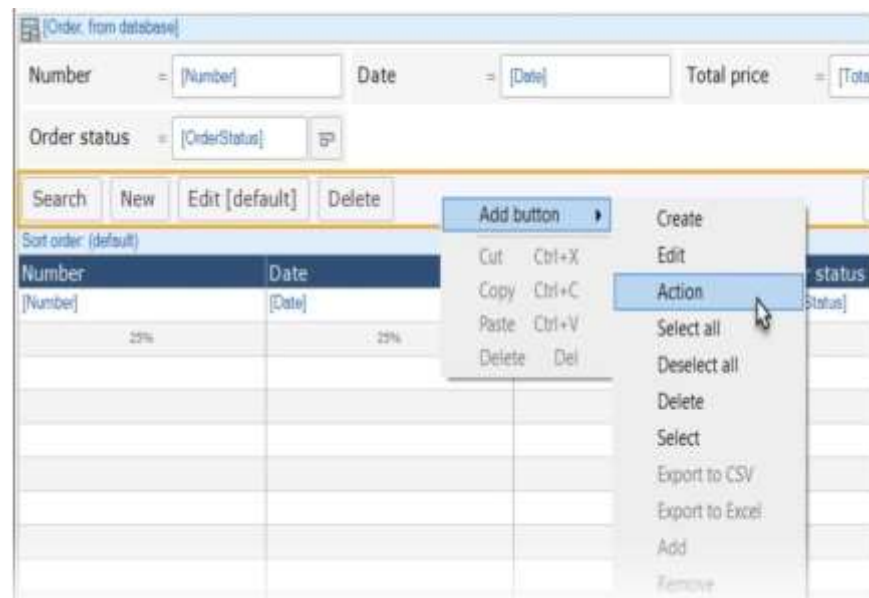 [Order, from database]
Number = [Number] Date = [Date] Total price = [Tota
Order status = [OrderStatus]
Search New Edit [default] Delete
Sort order: (default)
Number Date status
[Number] [Date] Status]
25% 25%
Add button
Cut Ctrl+X
Copy Ctrl+C
Paste Ctrl+V
Delete Del
Create
Edit
Action
Select all
Deselect all
Delete
Select
Export to CSV
Export to Excel
Add
Remove